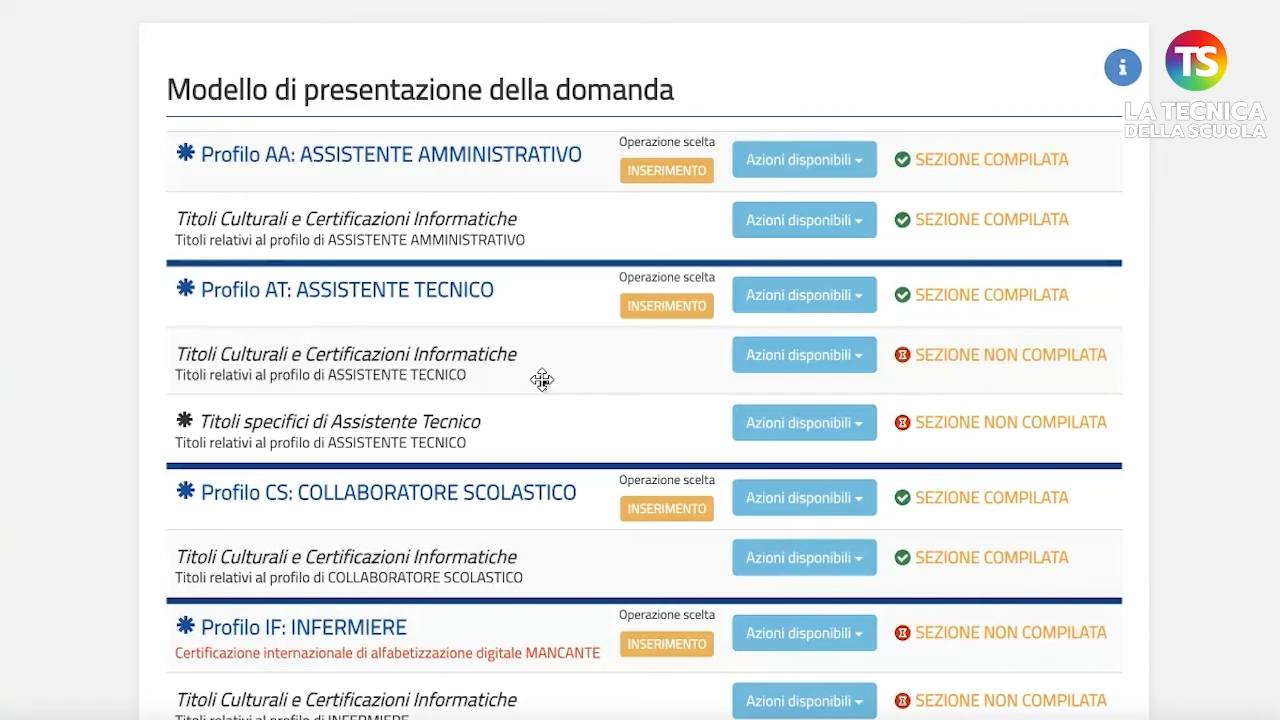 TS
LA TECNICA
DELLA SCUOLA
Modello di presentazione della domanda
Profilo AA: ASSISTENTE AMMINISTRATIVO
Operazione scelta
INSERIMENTO
Azioni disponibili
SEZIONE COMPILATA
Titoli Culturali e Certificazioni Informatiche
Titoli relativi al profilo di ASSISTENTE AMMINISTRATIVO
Azioni disponibili
SEZIONE COMPILATA
Profilo AT: ASSISTENTE TECNICO
Operazione scelta
INSERIMENTO
Azioni disponibili
SEZIONE COMPILATA
Titoli Culturali e Certificazioni Informatiche
Titoli relativi al profilo di ASSISTENTE TECNICO
Azioni disponibili
SEZIONE NON COMPILATA
Titoli specifici di Assistente Tecnico
Titoli relativi al profilo di ASSISTENTE TECNICO
Azioni disponibili
SEZIONE NON COMPILATA
Profilo CS: COLLABORATORE SCOLASTICO
Operazione scelta
INSERIMENTO
Azioni disponibili
SEZIONE COMPILATA
Titoli Culturali e Certificazioni Informatiche
Titoli relativi al profilo di COLLABORATORE SCOLASTICO
Azioni disponibili
SEZIONE COMPILATA
Profilo IF: INFERMIERE
Certificazione internazionale di alfabetizzazione digitale MANCANTE
Operazione scelta
INSERIMENTO
Azioni disponibili
SEZIONE NON COMPILATA
Titoli Culturali e Certificazioni Informatiche
Titoli relativi al profilo di INFERMIERE
Azioni disponibili
SEZIONE NON COMPILATA